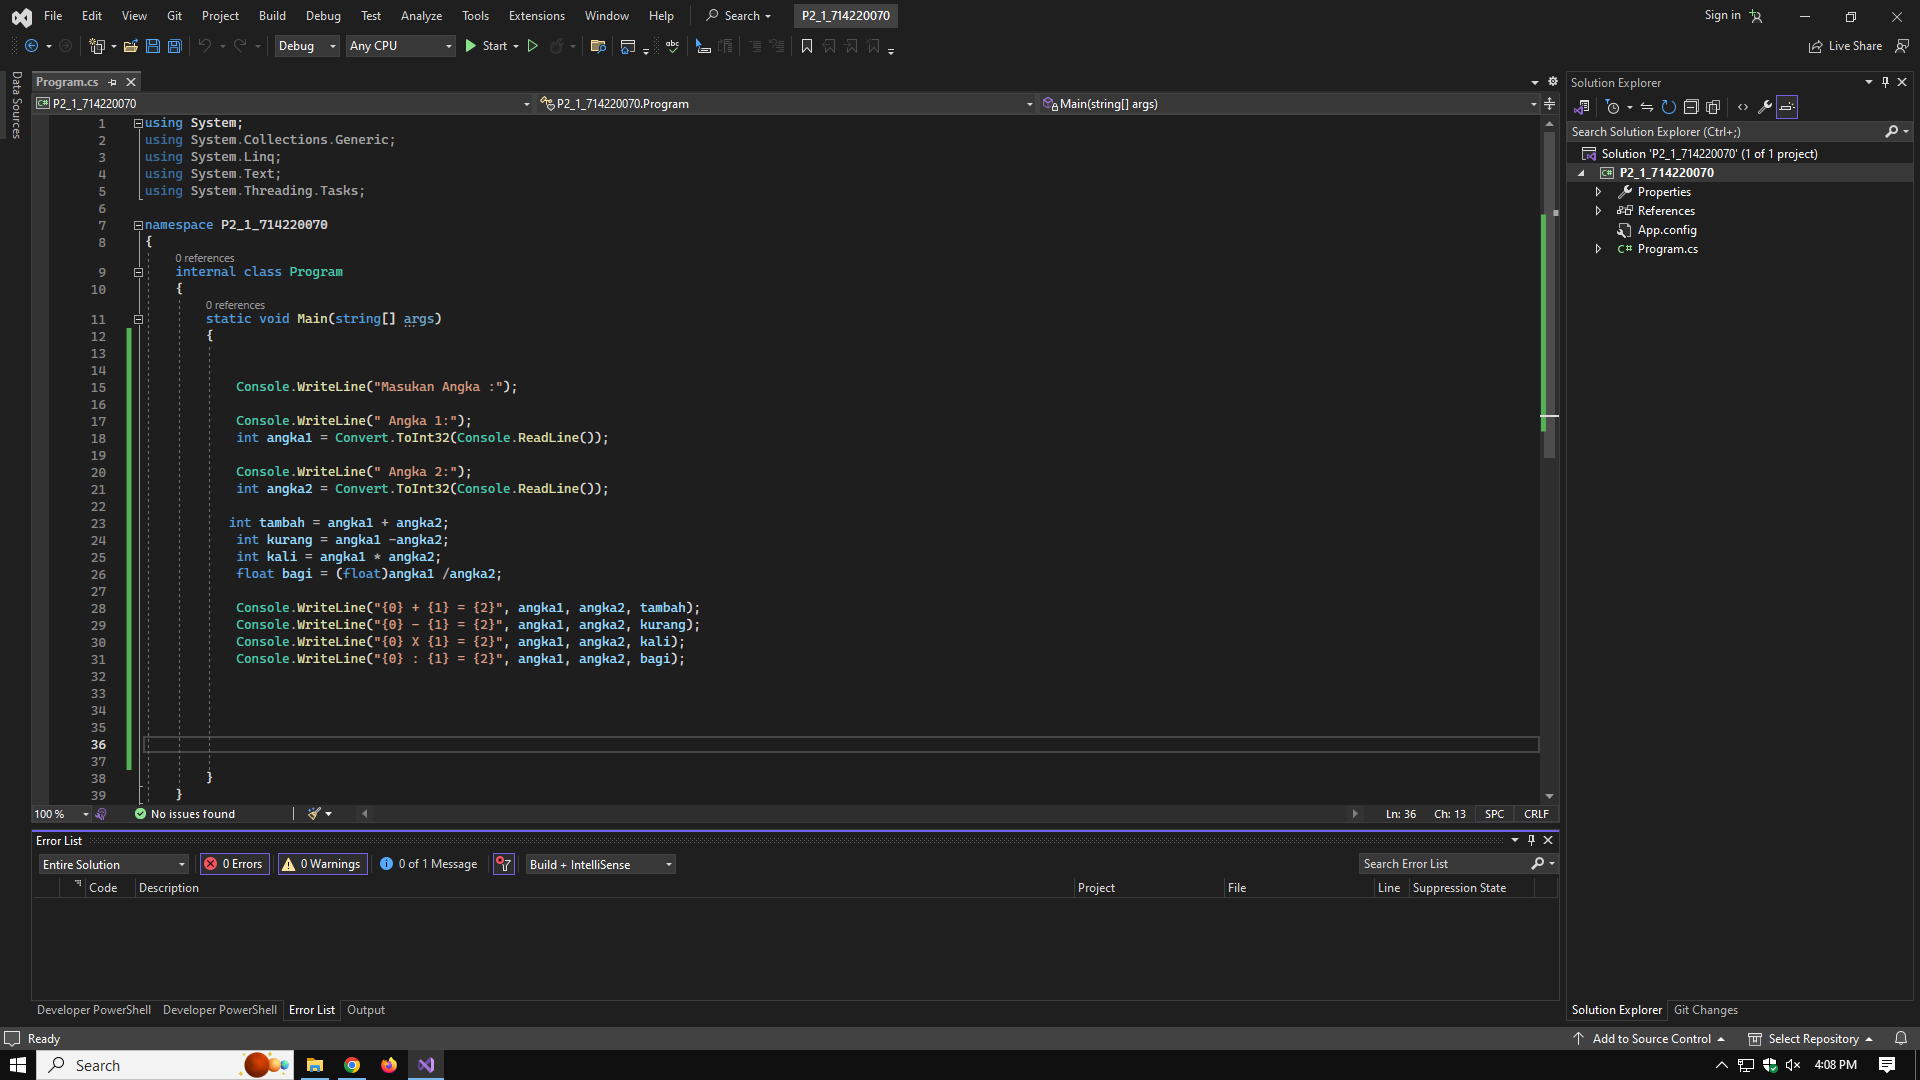 File Edit View Git Project Build Debug Test Analyze Tools Extensions Window Help Search P2_1_714220070 Sign in
Debug Any CPU Start Live Share
Data Sources
Program.cs
P2_1_714220070 P2_1_714220070.Program Main(string[] args)
1 using System;
2 using System.Collections.Generic;
3 using System.Linq;
4 using System.Text;
5 using System.Threading.Tasks;
6
7 namespace P2_1_714220070
8 {
0 references
9 internal class Program
10 {
0 references
11 static void Main(string[] args)
12 {
13
14
15 Console.WriteLine("Masukan Angka :");
16
17 Console.WriteLine(" Angka 1:");
18 int angka1 = Convert.ToInt32(Console.ReadLine());
19
20 Console.WriteLine(" Angka 2:");
21 int angka2 = Convert.ToInt32(Console.ReadLine());
22
23 int tambah = angka1 + angka2;
24 int kurang = angka1 -angka2;
25 int kali = angka1 * angka2;
26 float bagi = (float)angka1 /angka2;
27
28 Console.WriteLine("{0} + {1} = {2}", angka1, angka2, tambah);
29 Console.WriteLine("{0} - {1} = {2}", angka1, angka2, kurang);
30 Console.WriteLine("{0} X {1} = {2}", angka1, angka2, kali);
31 Console.WriteLine("{0} : {1} = {2}", angka1, angka2, bagi);
32
33
34
35
36
37
38 }
39 }
100 % No issues found Ln: 36 Ch: 13 SPC CRLF
Error List
Entire Solution 0 Errors 0 Warnings 0 of 1 Message Build + IntelliSense Search Error List
Code Description Project File Line Suppression State
Developer PowerShell Developer PowerShell Error List Output
Solution Explorer
Search Solution Explorer (Ctrl+;)
Solution 'P2_1_714220070' (1 of 1 project)
P2_1_714220070
Properties
References
App.config
C# Program.cs
Solution Explorer Git Changes
Ready Add to Source Control Select Repository
Search 4:08 PM